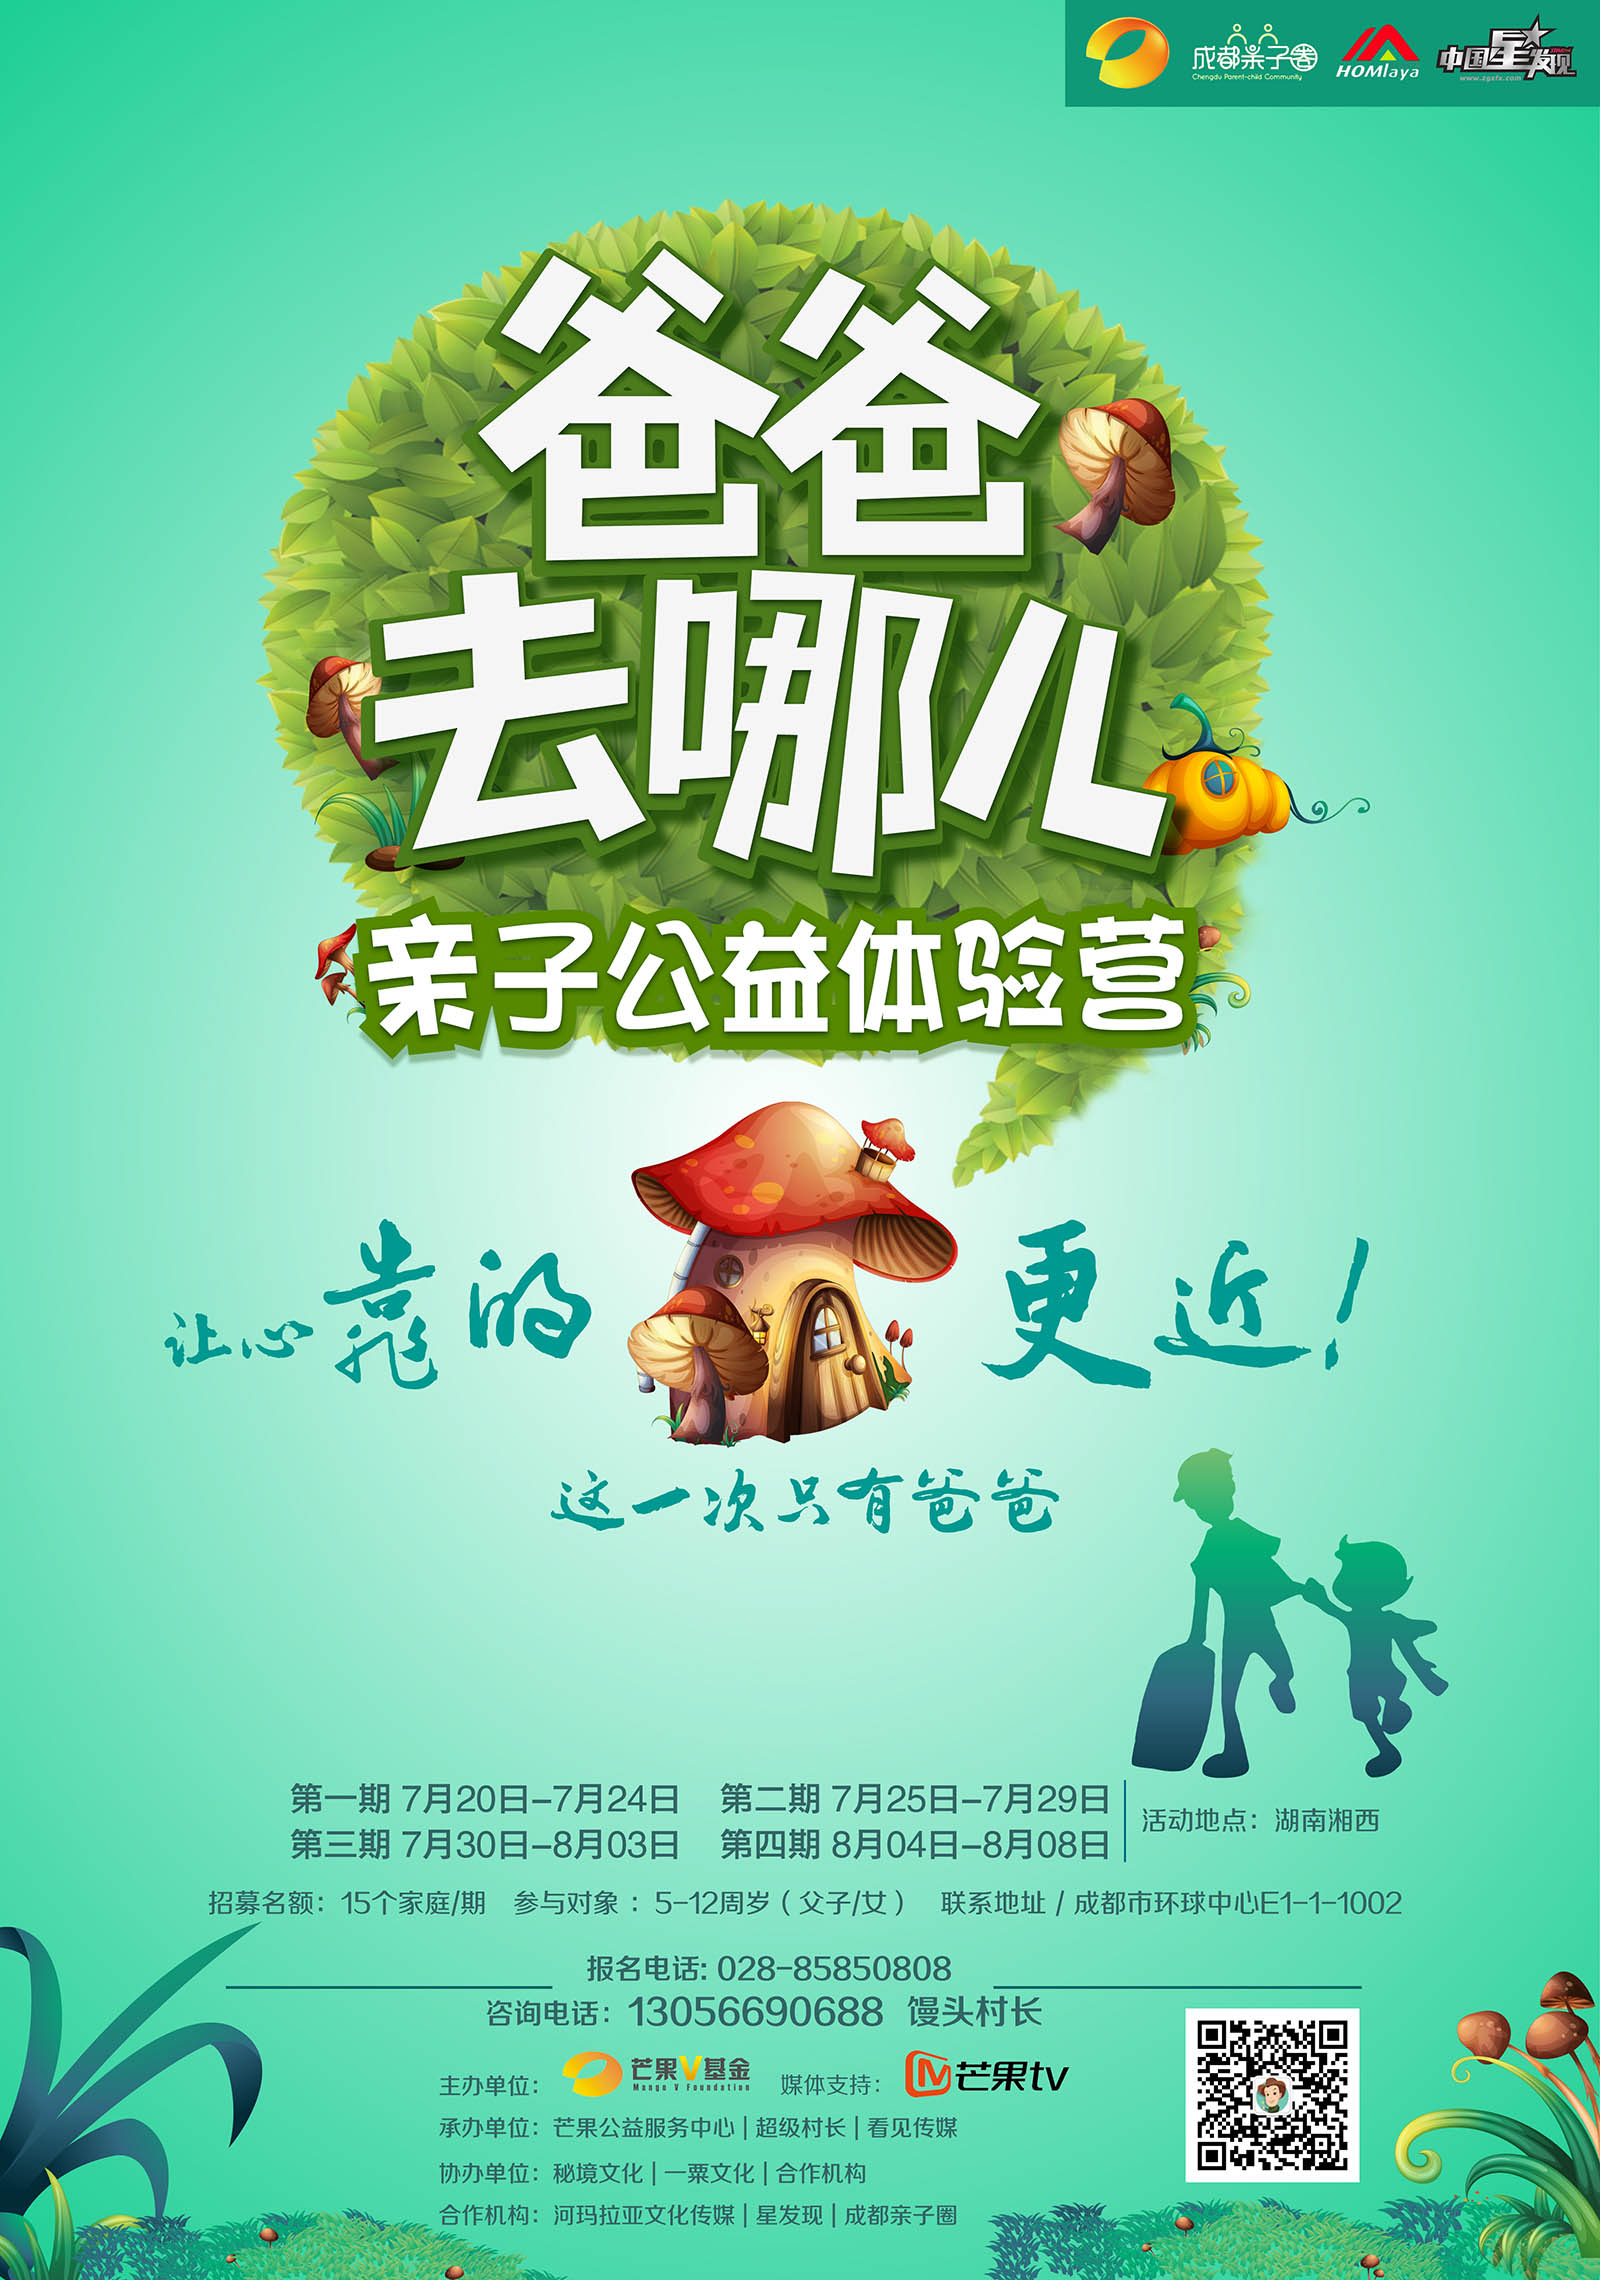 成都亲子圈
Chengdu Parent-child Community
HOMlaya
中国星发现
www.zgxfx.com
爸爸
去哪儿
亲子公益体验营
让心靠的 更近!
这一次只有爸爸
第一期 7月20日-7月24日 第二期 7月25日-7月29日
第三期 7月30日-8月03日 第四期 8月04日-8月08日
活动地点：湖南湘西
招募名额：15个家庭/期 参与对象：5-12周岁（父子/女） 联系地址 / 成都市环球中心E1-1-1002
报名电话: 028-85850808
咨询电话：13056690688 馒头村长
主办单位： 芒果V基金 媒体支持： 芒果tv
Mango V Foundation
承办单位：芒果公益服务中心 | 超级村长 | 看见传媒
协办单位：秘境文化 | 一粟文化 | 合作机构
合作机构：河玛拉亚文化传媒 | 星发现 | 成都亲子圈